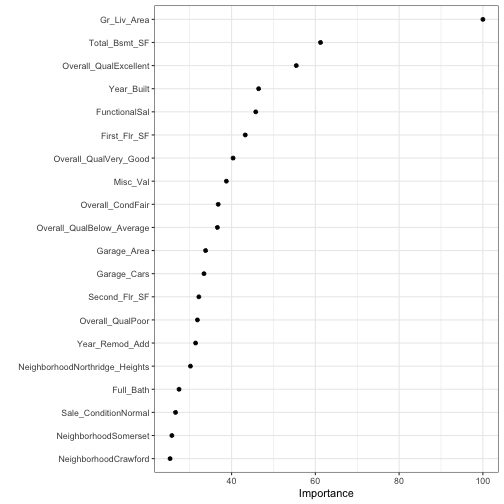 Gr_Liv_Area
Total_Bsmt_SF
Overall_QualExcellent
Year_Built
FunctionalSal
First_Flr_SF
Overall_QualVery_Good
Misc_Val
Overall_CondFair
Overall_QualBelow_Average
Garage_Area
Garage_Cars
Second_Flr_SF
Overall_QualPoor
Year_Remod_Add
NeighborhoodNorthridge_Heights
Full_Bath
Sale_ConditionNormal
NeighborhoodSomerset
NeighborhoodCrawford
40 60 80 100
Importance